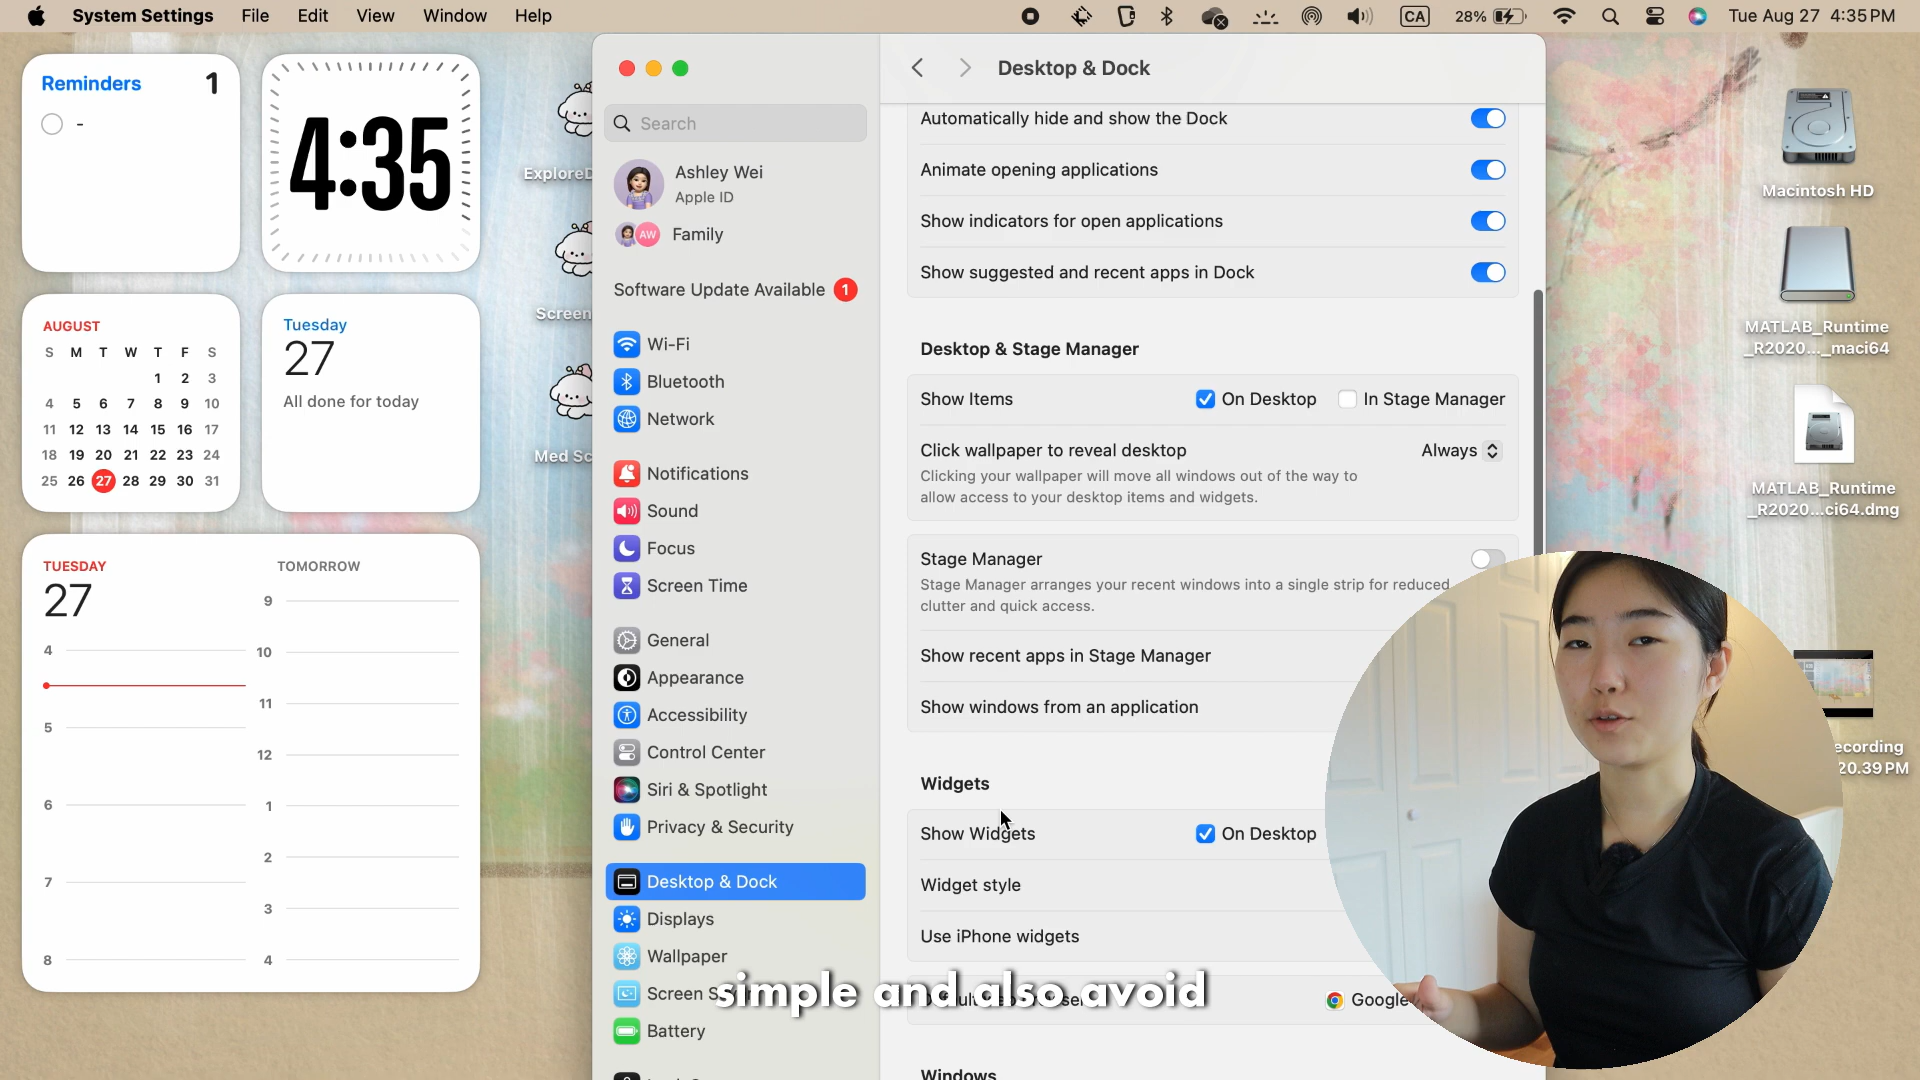 System Settings File Edit View Window Help
CA 28% Tue Aug 27 4:35 PM
Reminders 1
-
4:35
AUGUST
S M T W T F S
1 2 3
4 5 6 7 8 9 10
11 12 13 14 15 16 17
18 19 20 21 22 23 24
25 26 27 28 29 30 31
Tuesday
27
All done for today
TUESDAY
27
TOMORROW
4
5
6
7
8
9
10
11
12
1
2
3
4
Screen
Med Sc
Search
Ashley Wei
Apple ID
AW Family
Software Update Available 1
Wi-Fi
Bluetooth
Network
Notifications
Sound
Focus
Screen Time
General
Appearance
Accessibility
Control Center
Siri & Spotlight
Privacy & Security
Desktop & Dock
Displays
Wallpaper
Screen S
Battery
Desktop & Dock
Automatically hide and show the Dock
Animate opening applications
Show indicators for open applications
Show suggested and recent apps in Dock
Desktop & Stage Manager
Show Items On Desktop In Stage Manager
Click wallpaper to reveal desktop Always
Clicking your wallpaper will move all windows out of the way to
allow access to your desktop items and widgets.
Stage Manager
Stage Manager arranges your recent windows into a single strip for reduced
clutter and quick access.
Show recent apps in Stage Manager
Show windows from an application
Widgets
Show Widgets On Desktop
Widget style
Use iPhone widgets
Google
Windows
simple and also avoid
Macintosh HD
MATLAB_Runtime
_R2020..._maci64
MATLAB_Runtime
_R2020...ci64.dmg
ecording
20.39 PM